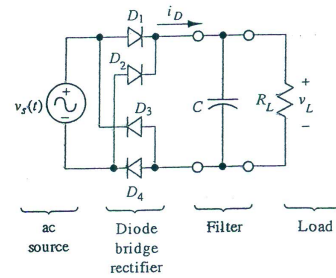 D1
iD
D2
vs(t)
+
−
D3
C
RL
+
vL
−
D4
ac
source
Diode
bridge
rectifier
Filter
Load